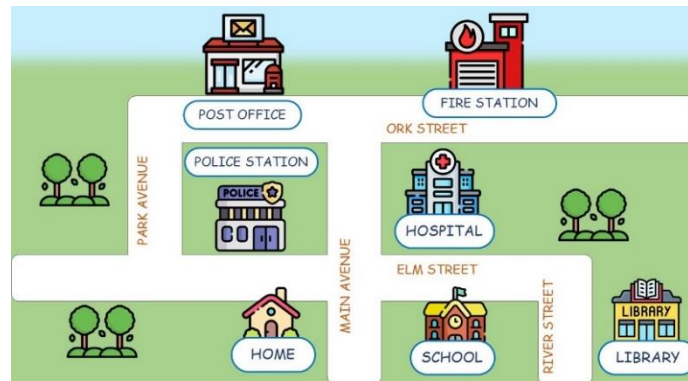 POST OFFICE
FIRE STATION
ORK STREET
POLICE STATION
PARK AVENUE
POLICE
HOSPITAL
MAIN AVENUE
ELM STREET
RIVER STREET
LIBRARY
HOME
SCHOOL
LIBRARY